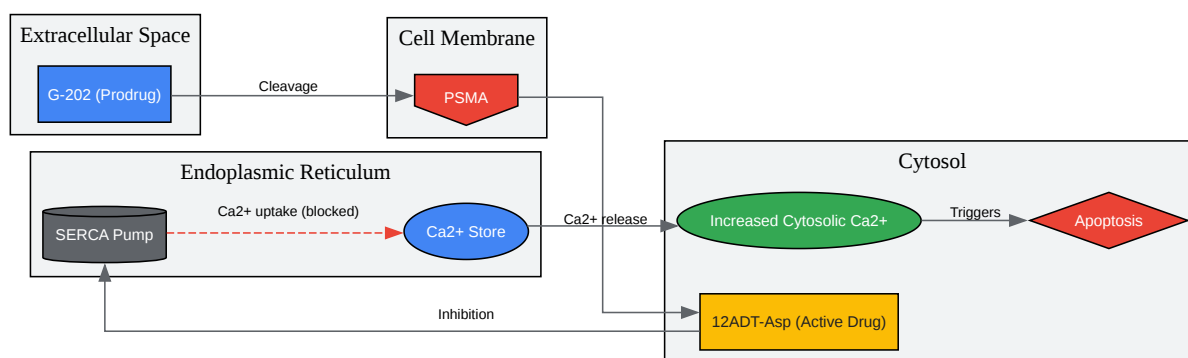 Extracellular Space
G-202 (Prodrug)
Cleavage
Cell Membrane
PSMA
Endoplasmic Reticulum
SERCA Pump
Ca2+ uptake (blocked)
Ca2+ Store
Ca2+ release
Cytosol
Increased Cytosolic Ca2+
Triggers
Apoptosis
Inhibition
12ADT-Asp (Active Drug)